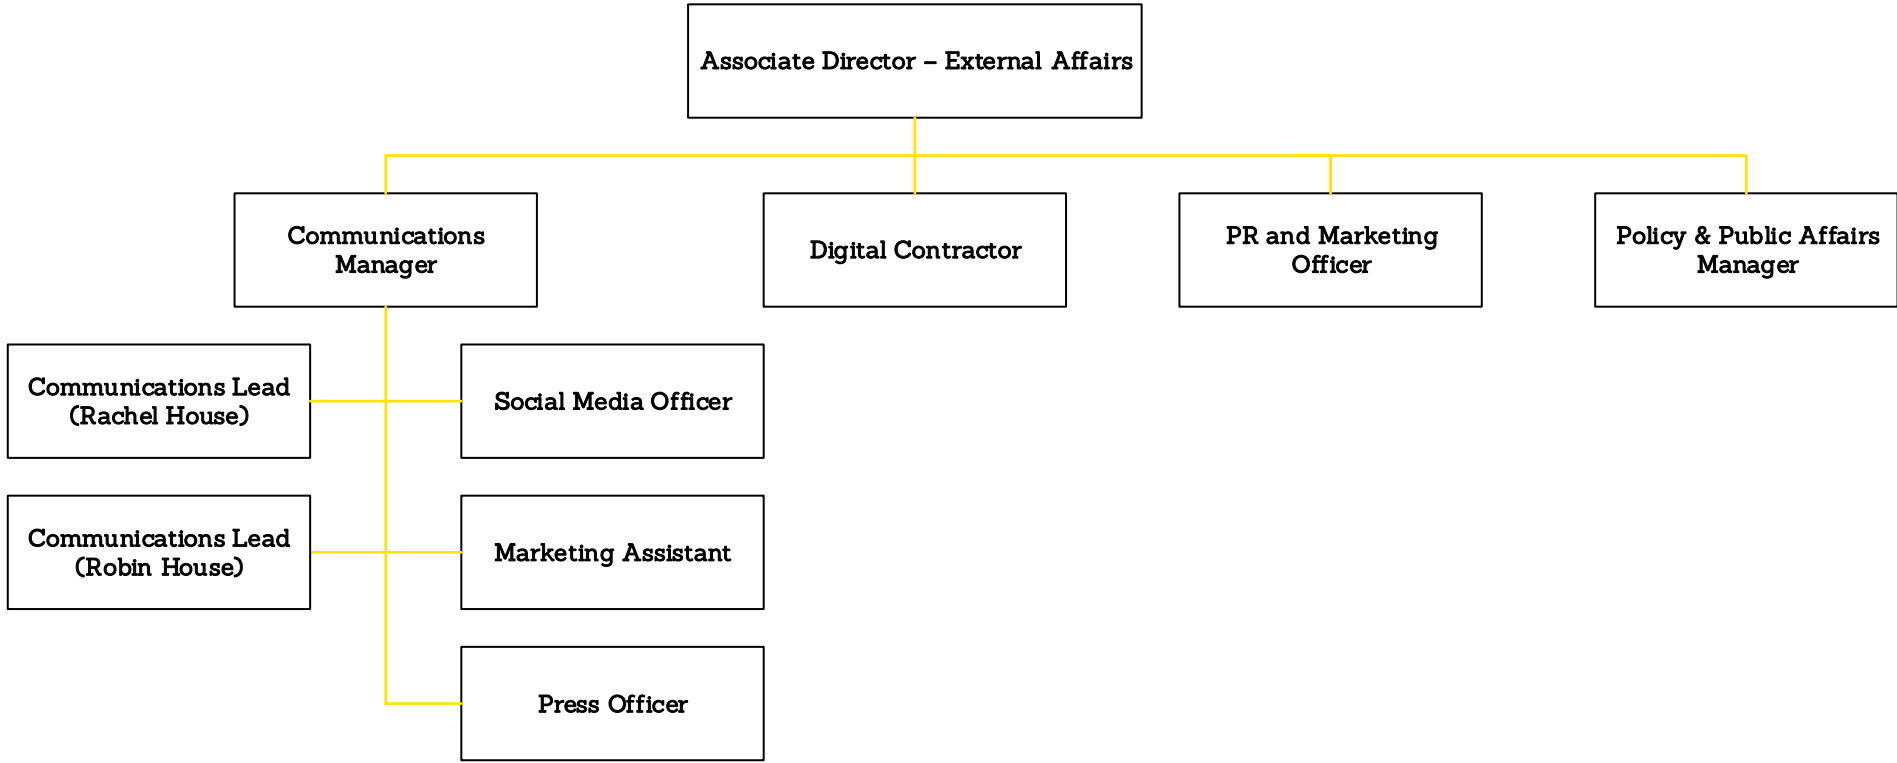 Associate Director – External Affairs
Communications
Manager
Digital Contractor
PR and Marketing
Officer
Policy & Public Affairs
Manager
Communications Lead
(Rachel House)
Social Media Officer
Communications Lead
(Robin House)
Marketing Assistant
Press Officer